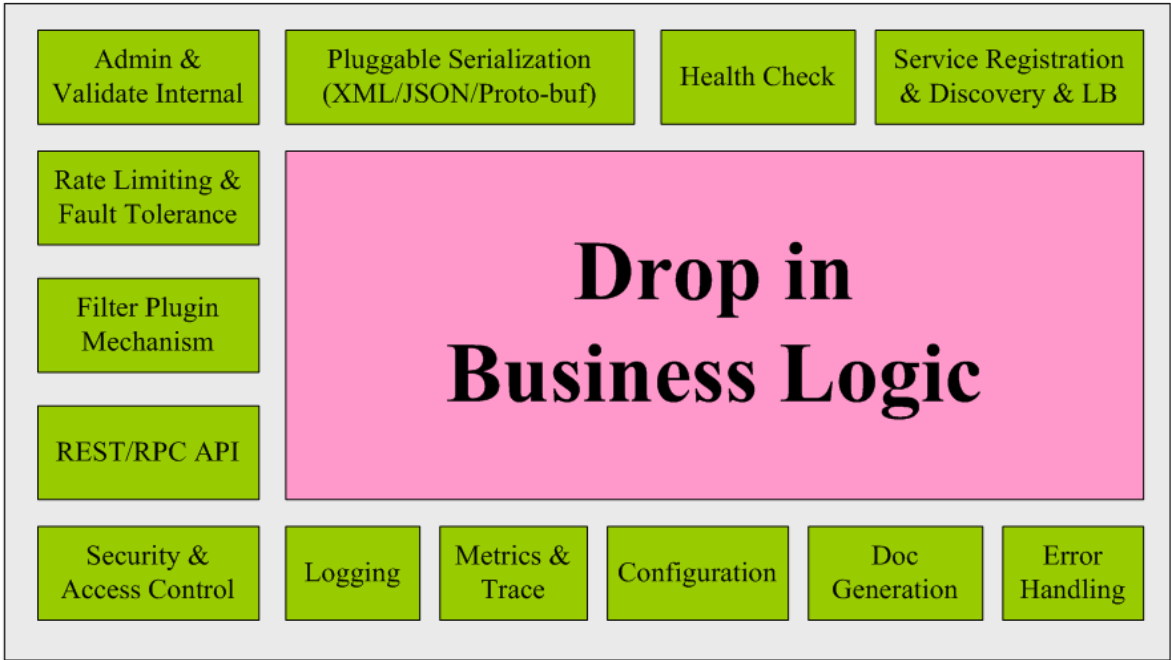 Admin &
Validate Internal
Pluggable Serialization
(XML/JSON/Proto-buf)
Health Check
Service Registration
& Discovery & LB
Rate Limiting &
Fault Tolerance
Filter Plugin
Mechanism
REST/RPC API
Drop in
Business Logic
Security &
Access Control
Logging
Metrics &
Trace
Configuration
Doc
Generation
Error
Handling